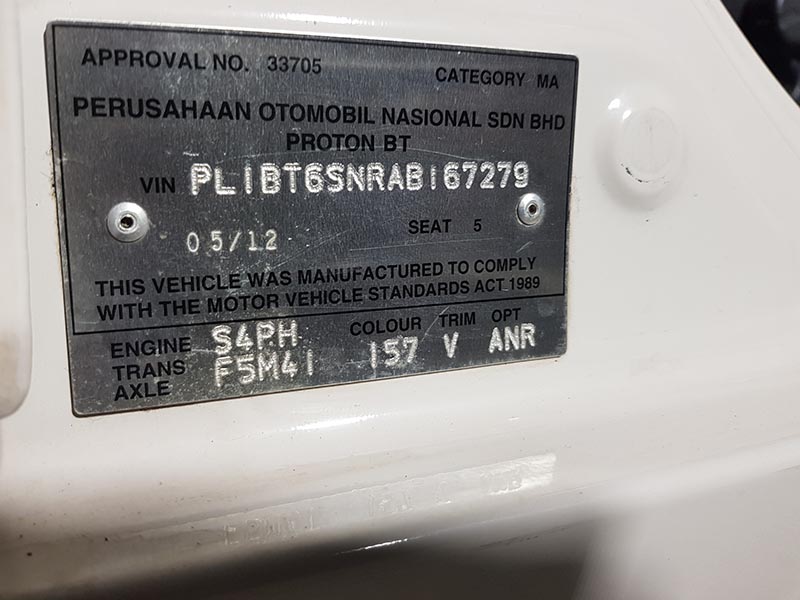 APPROVAL NO. 33705 CATEGORY MA
PERUSAHAAN OTOMOBIL NASIONAL SDN BHD
PROTON BT
VIN PL1BT6SNRAB167279
05/12 SEAT 5
THIS VEHICLE WAS MANUFACTURED TO COMPLY
WITH THE MOTOR VEHICLE STANDARDS ACT 1989
ENGINE S4PH COLOUR TRIM OPT
TRANS F5M41 157 V ANR
AXLE